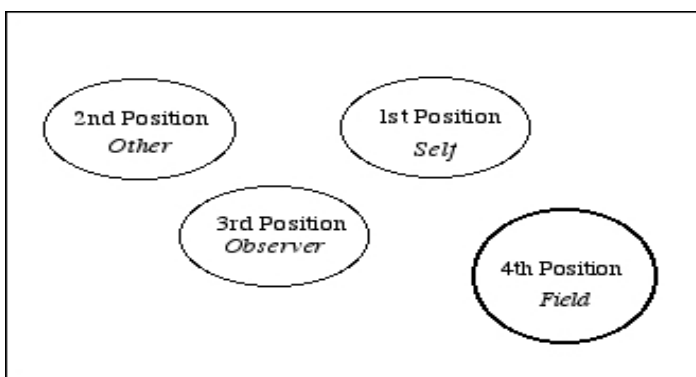 2nd Position
Other
1st Position
Self
3rd Position
Observer
4th Position
Field